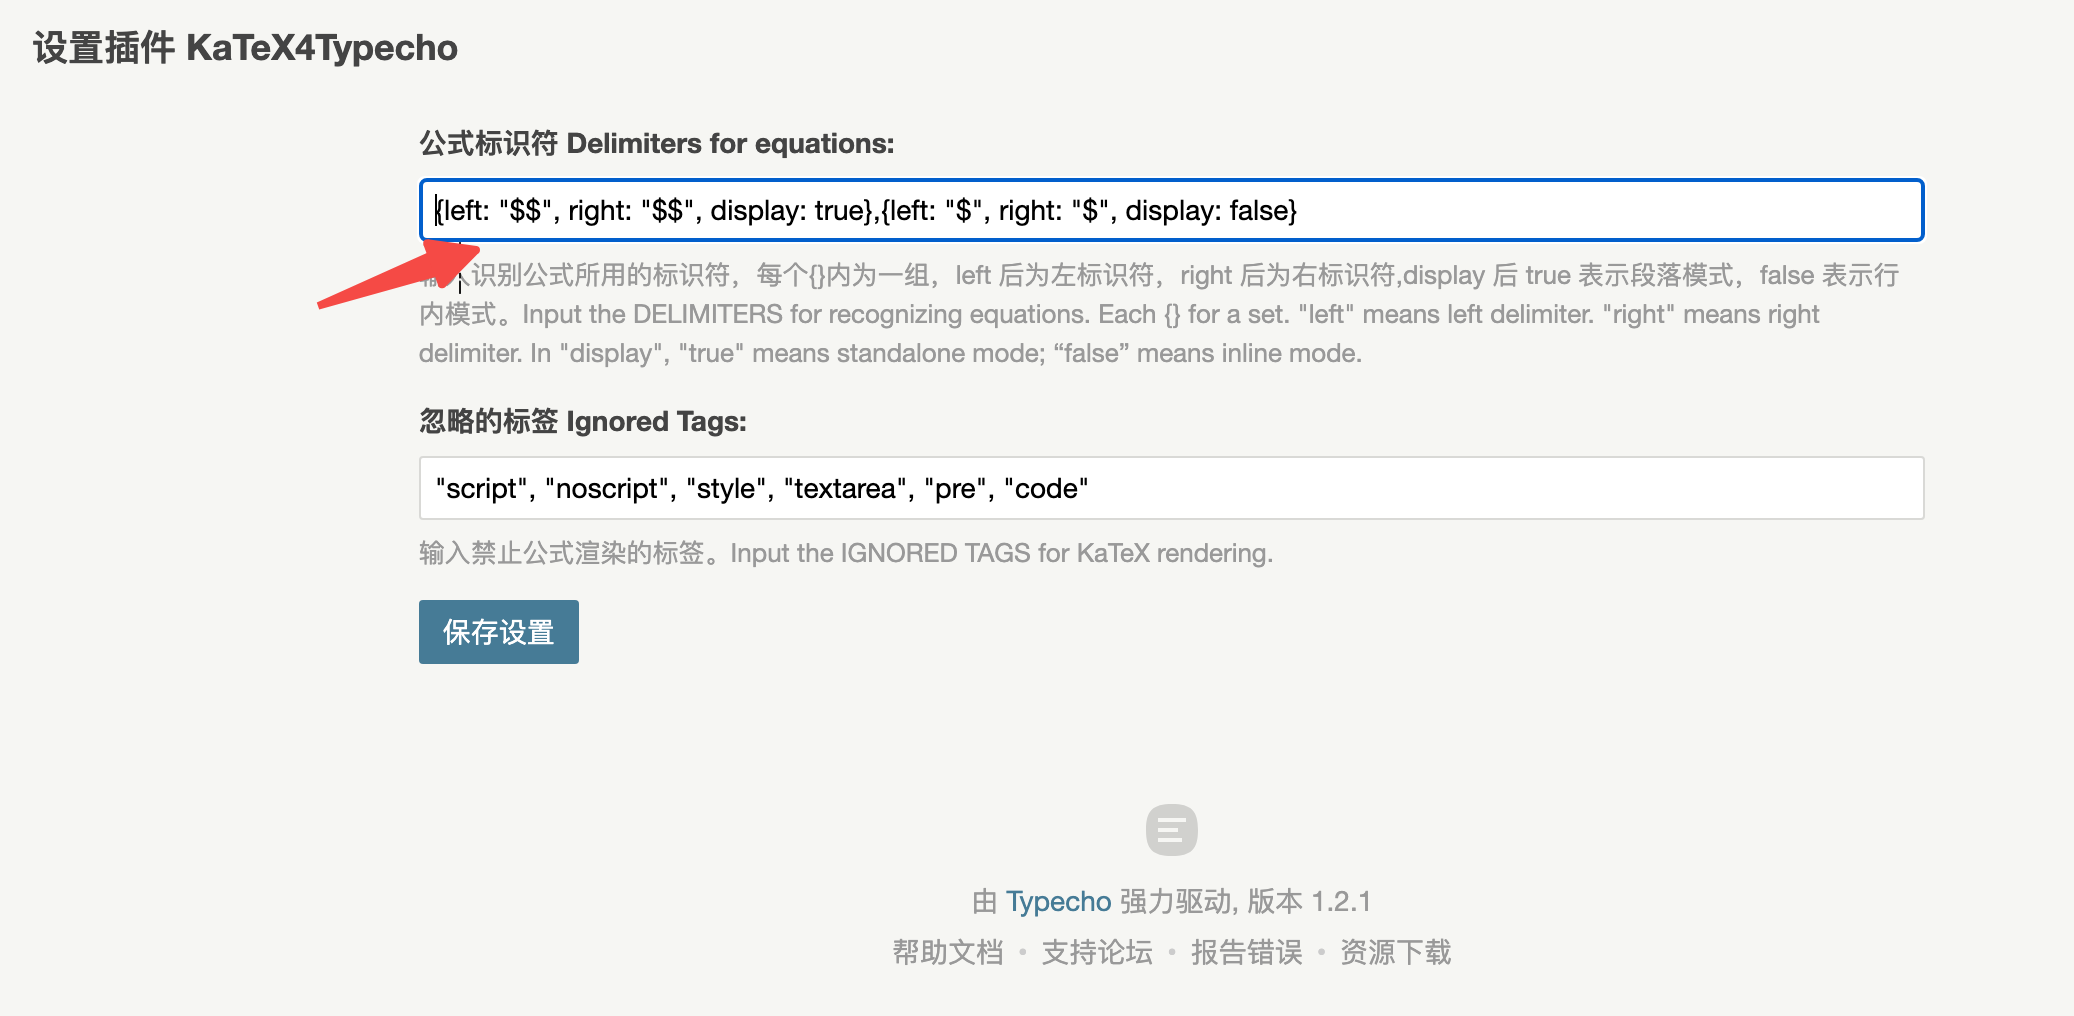 设置插件 KaTeX4Typecho
公式标识符 Delimiters for equations:
{left: "$$", right: "$$", display: true},{left: "$", right: "$", display: false}
识别公式所用的标识符，每个{}内为一组，left 后为左标识符，right 后为右标识符,display 后 true 表示段落模式，false 表示行
内模式。Input the DELIMITERS for recognizing equations. Each {} for a set. "left" means left delimiter. "right" means right
delimiter. In "display", "true" means standalone mode; “false” means inline mode.
忽略的标签 Ignored Tags:
"script", "noscript", "style", "textarea", "pre", "code"
输入禁止公式渲染的标签。Input the IGNORED TAGS for KaTeX rendering.
保存设置
由 Typecho 强力驱动, 版本 1.2.1
帮助文档 • 支持论坛 • 报告错误 • 资源下载